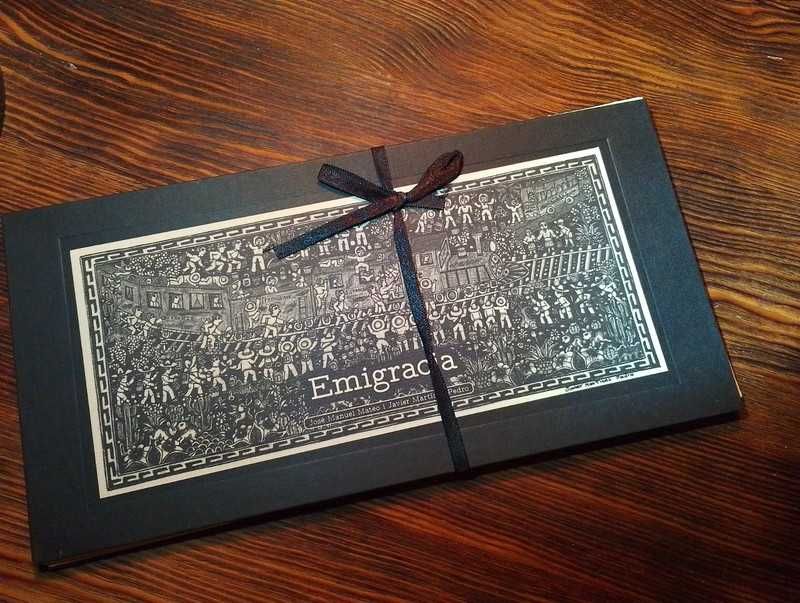 Emigracja
José Manuel Mateo | Javier Martínez Pedro